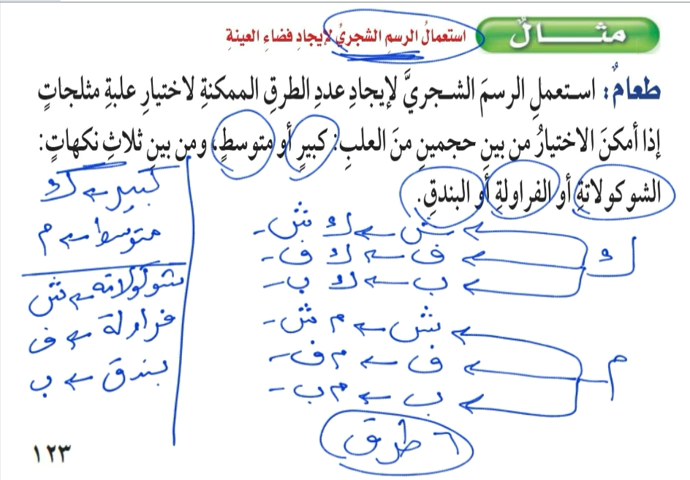 مثـــالٌ استعمالُ الرسمِ الشجريِّ لإيجادِ فضاءِ العينةِ
طعامٌ: استعملِ الرسمَ الشجريَّ لإيجادِ عددِ الطرقِ الممكنةِ لاختيارِ علبةِ مثلجاتٍ
إذا أمكنَ الاختيارُ من بينِ حجمينِ منَ العلبِ: كبيرٍ أو متوسطٍ، ومن بينِ ثلاثِ نكهاتٍ:
الشوكولاتةِ أو الفراولةِ أو البندقِ.
ك
ش ← ك ش -
ف ← ك ف -
ب ← ك ب -
م
ش ← م ش -
ف ← م ف -
ب ← م ب -
٦ طرق
كبير ← ك
متوسط ← م
شوكولاته ← ش
فراولة ← ف
بندق ← ب
١٢٣